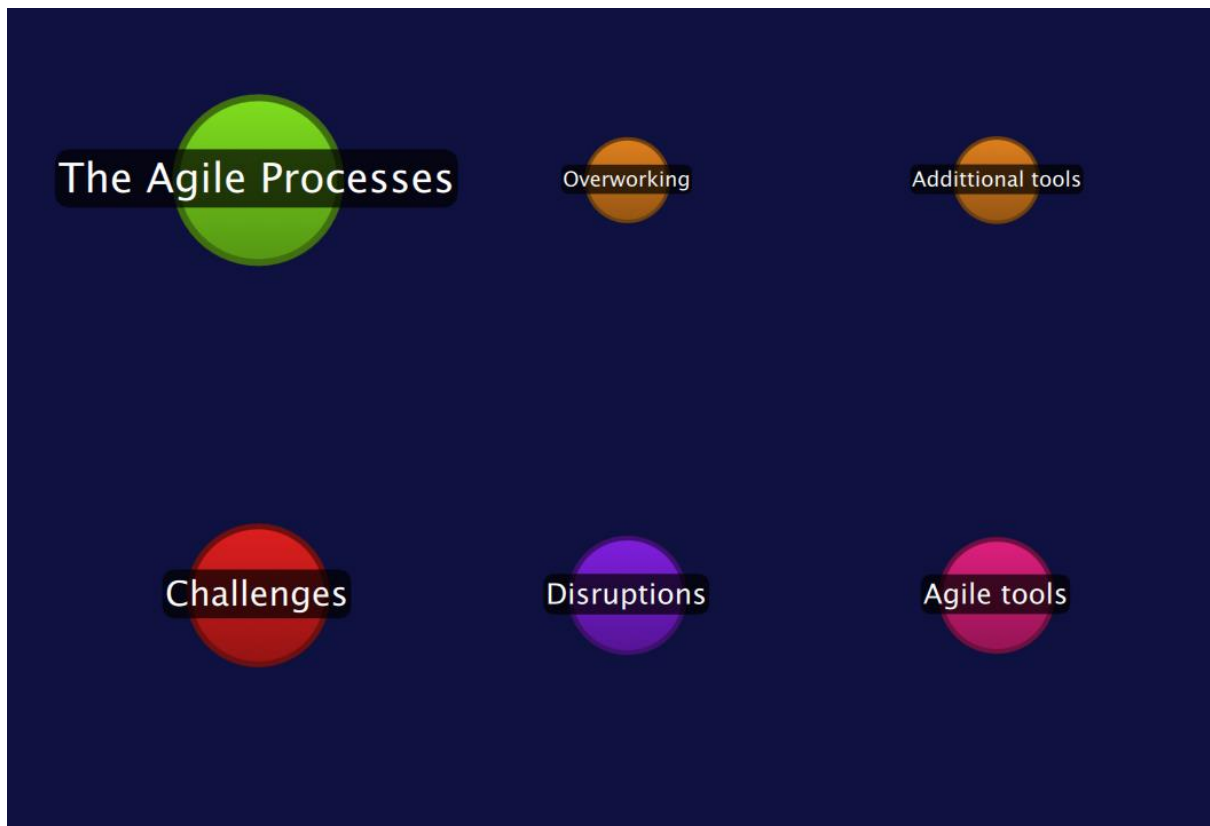 The Agile Processes
Overworking
Addittional tools
Challenges
Disruptions
Agile tools